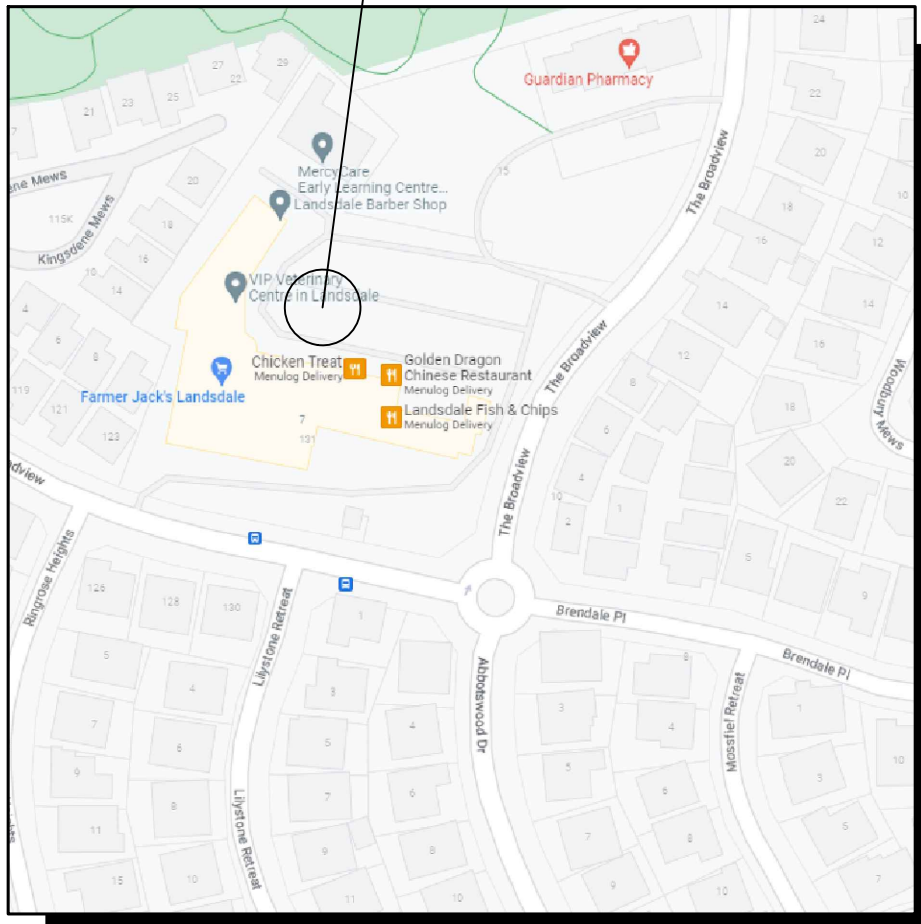 24
27
22
29
Guardian Pharmacy
21
23
25
22
MercyCare
Early Learning Centre...
Landsdale Barber Shop
15
20
20
ene Mews
The Broadview
18
115K
Kingsdene Mews
18
16
10
14
16
12
VIP Veterinary
Centre in Landsdale
4
6
8
14
14
The Broadview
Chicken Treat
Menulog Delivery
Golden Dragon
Chinese Restaurant
Menulog Delivery
12
8
Woodbury Mews
Farmer Jack's Landsdale
119
121
123
7
131
Landsdale Fish & Chips
Menulog Delivery
18
6
20
adview
The Broadview
4
10
2
1
22
5
9
Ringrose Heights
126
128
130
Lilystone Retreat
1
Brendale Pl
Brendale Pl
5
4
3
Abbotswood Dr
8
Mossfiel Retreat
7
6
5
4
3
4
1
9
8
7
6
5
6
3
10
11
Lilystone Retreat
9
8
7
8
5
15
10
11
10
9
10
7